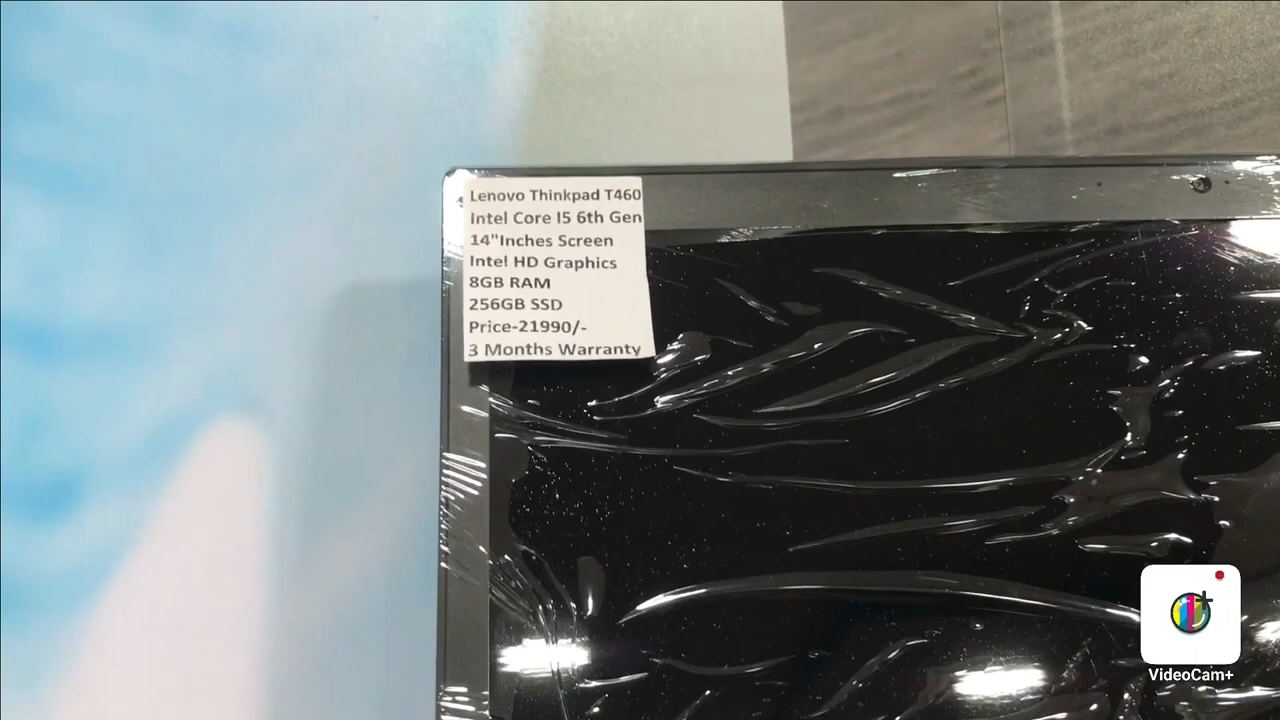 Lenovo Thinkpad T460
Intel Core I5 6th Gen
14"Inches Screen
Intel HD Graphics
8GB RAM
256GB SSD
Price-21990/-
3 Months Warranty
VideoCam+